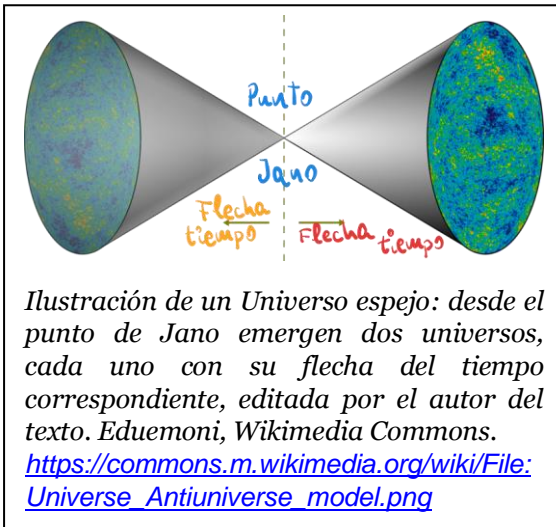 Punto
Jano
Flecha
tiempo
Flecha tiempo
Ilustración de un Universo espejo: desde el
punto de Jano emergen dos universos,
cada uno con su flecha del tiempo
correspondiente, editada por el autor del
texto. Eduemoni, Wikimedia Commons.
https://commons.m.wikimedia.org/wiki/File:
Universe_Antiuniverse_model.png